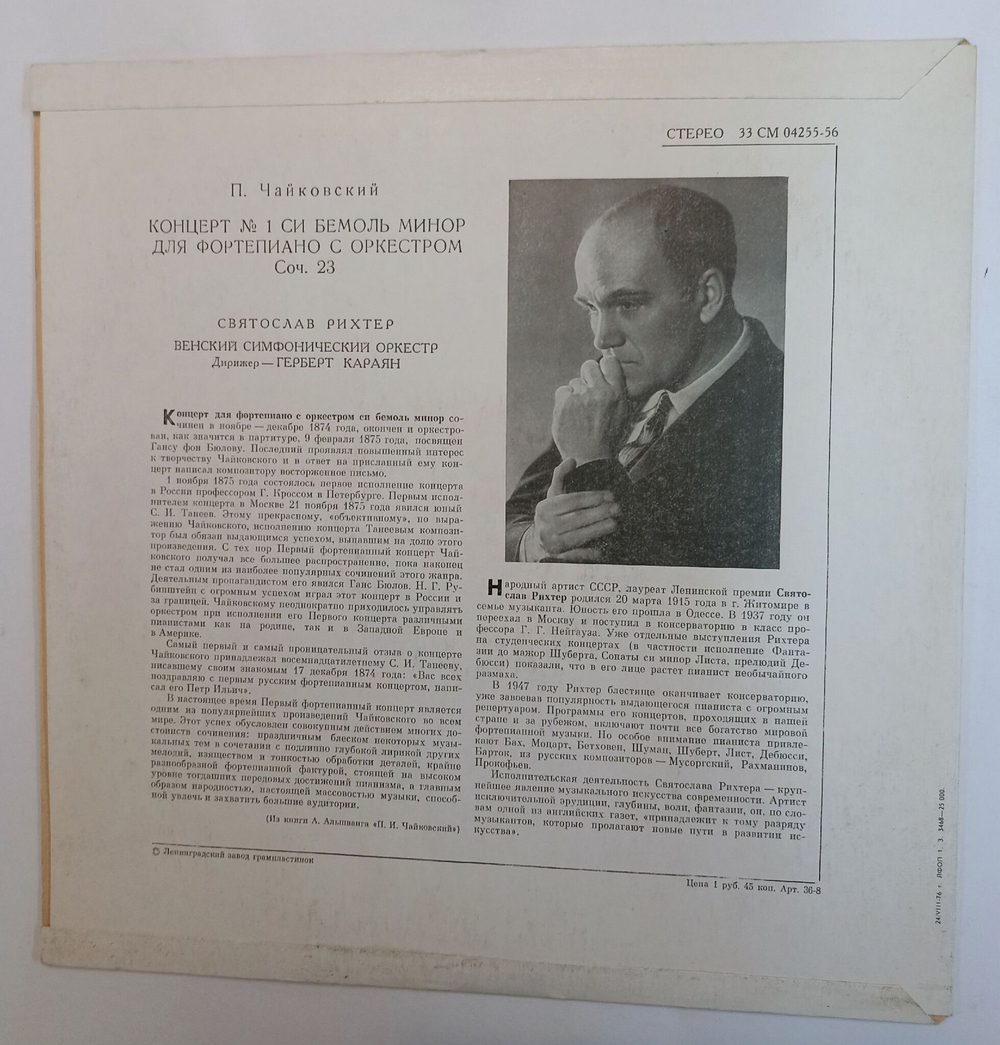 СТЕРЕО 33 СМ 04255-56
П. Чайковский
КОНЦЕРТ № 1 СИ БЕМОЛЬ МИНОР
ДЛЯ ФОРТЕПИАНО С ОРКЕСТРОМ
Соч. 23
СВЯТОСЛАВ РИХТЕР
ВЕНСКИЙ СИМФОНИЧЕСКИЙ ОРКЕСТР
Дирижер — ГЕРБЕРТ КАРАЯН
Концерт для фортепиано с оркестром си бемоль минор со-
чинен в ноябре — декабре 1874 года, окончен и оркестро-
ван, как значится в партитуре, 9 февраля 1875 года, посвящен
Гансу фон Бюлову. Последний проявлял повышенный интерес
к творчеству Чайковского и в ответ на присланный ему кон-
церт написал композитору восторженное письмо.
1 ноября 1875 года состоялось первое исполнение концерта
в России профессором Г. Кроссом в Петербурге. Первым испол-
нителем концерта в Москве 21 ноября 1875 года явился юный
С. И. Танеев. Этому прекрасному, «объективному», по выра-
жению Чайковского, исполнению концерта Танеевым компози-
тор был обязан выдающимся успехом, выпавшим на долю этого
произведения. С тех пор Первый фортепианный концерт Чай-
ковского получал все большее распространение, пока наконец
не стал одним из наиболее популярных сочинений этого жанра.
Деятельным пропагандистом его явился Ганс Бюлов. Н. Г. Ру-
бинштейн с огромным успехом играл этот концерт в России и
за границей. Чайковскому неоднократно приходилось управлять
оркестром при исполнении его Первого концерта различными
пианистами как на родине, так и в Западной Европе и
в Америке.
Самый первый и самый проницательный отзыв о концерте
Чайковского принадлежал восемнадцатилетнему С. И. Танееву,
писавшему своим знакомым 17 декабря 1874 года: «Вас всех
поздравляю с первым русским фортепианным концертом, напи-
сал его Петр Ильич».
В настоящее время Первый фортепианный концерт является
одним из популярнейших произведений Чайковского во всем
мире. Этот успех обусловлен совокупным действием многих до-
стоинств сочинения: праздничным блеском некоторых музы-
кальных тем в сочетании с подлинно глубокой лирикой других
мелодий, изяществом и тонкостью обработки деталей, крайне
разнообразной фортепианной фактурой, стоящей на высоком
уровне тогдашних передовых достижений пианизма, а главным
образом народностью, настоящей массовостью музыки, способ-
ной увлечь и захватить большие аудитории.
(Из книги А. Альшванга «П. И. Чайковский»)
Народный артист СССР, лауреат Ленинской премии Свято-
слав Рихтер родился 20 марта 1915 года в г. Житомире в
семье музыканта. Юность его прошла в Одессе. В 1937 году он
переехал в Москву и поступил в консерваторию в класс про-
фессора Г. Г. Нейгауза. Уже отдельные выступления Рихтера
на студенческих концертах (в частности исполнение Фанта-
зии до мажор Шуберта, Сонаты си минор Листа, прелюдий Де-
бюсси) показали, что в его лице растет пианист необычайного
размаха.
В 1947 году Рихтер блестяще оканчивает консерваторию,
уже завоевав популярность выдающегося пианиста с огромным
репертуаром. Программы его концертов, проходящих в нашей
стране и за рубежом, включают почти все богатство мировой
фортепианной музыки. Но особое внимание пианиста привле-
кают Бах, Моцарт, Бетховен, Шуман, Шуберт, Лист, Дебюсси,
Барток, из русских композиторов — Мусоргский, Рахманинов,
Прокофьев.
Исполнительская деятельность Святослава Рихтера — круп-
нейшее явление музыкального искусства современности. Артист
исключительной эрудиции, глубины, воли, фантазии, он, по сло-
вам одной из английских газет, «принадлежит к тому разряду
музыкантов, которые пролагают новые пути в развитии ис-
кусства».
© Ленинградский завод грампластинок
Цена 1 руб. 45 коп. Арт. 36-8
24/VIII-76 г. ЛФОП 1. З. 3468—25 000.